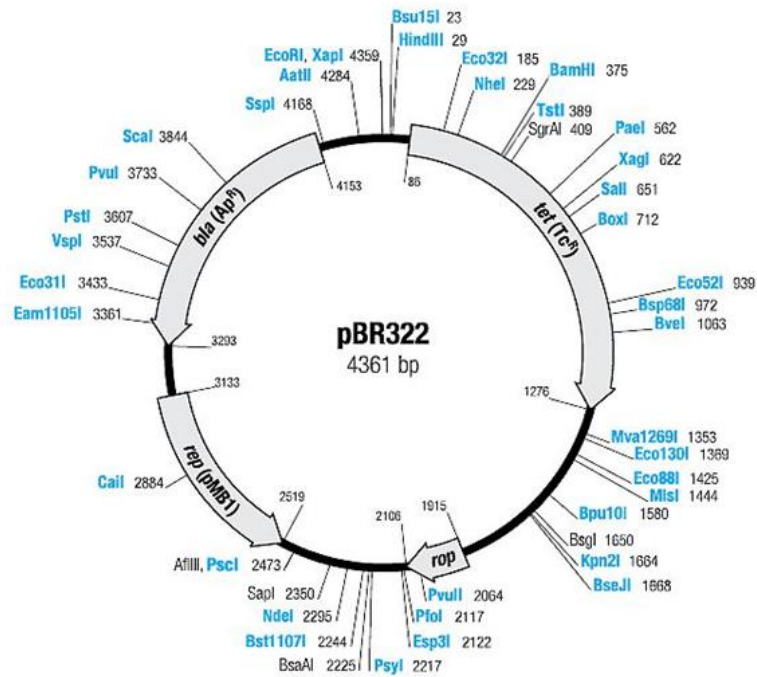 Bsu15I 23
HindIII 29
EcoRI, XapI 4359
AatII 4284
SspI 4168
Eco32I 185
NheI 229
BamHI 375
TstI 389
SgrAI 409
PaeI 562
XagI 622
SalI 651
BoxI 712
Eco52I 939
Bsp68I 972
BveI 1063
Mva1269I 1353
Eco130I 1369
Eco88I 1425
MlsI 1444
Bpu10I 1580
BsgI 1650
Kpn2I 1664
BseJI 1668
PvuII 2064
PfoI 2117
Esp3I 2122
PsyI 2217
BsaAI 2225
Bst1107I 2244
NdeI 2295
SapI 2350
AflIII, PscI 2473
CaiI 2884
Eam1105I 3361
Eco31I 3433
VspI 3537
PstI 3607
PvuI 3733
ScaI 3844
4153
86
bla (ApR)
tet (TcR)
pBR322
4361 bp
3293
3133
1276
rep (pMB1)
2519
2106
1915
rop